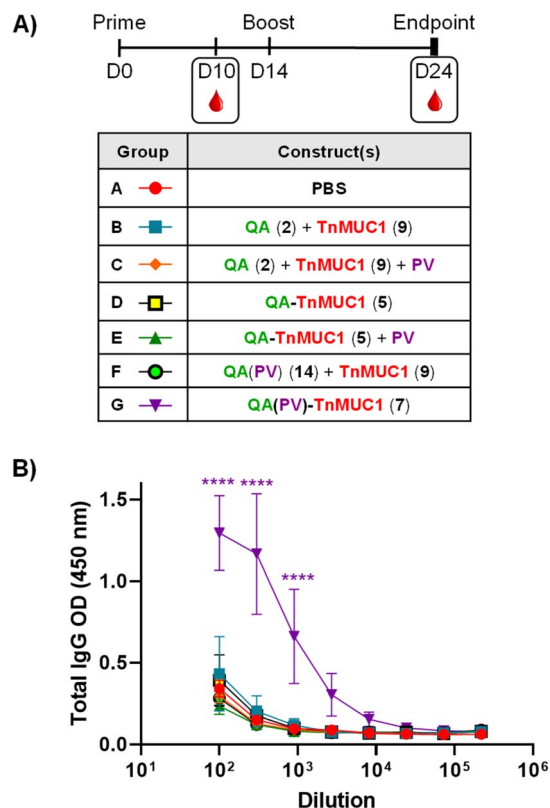 A)
Prime Boost Endpoint
D0 D10 D14 D24
Group Construct(s)
A PBS
B QA (2) + TnMUC1 (9)
C QA (2) + TnMUC1 (9) + PV
D QA-TnMUC1 (5)
E QA-TnMUC1 (5) + PV
F QA(PV) (14) + TnMUC1 (9)
G QA(PV)-TnMUC1 (7)
B)
**** ****
****
Total IgG OD (450 nm)
1.5
1.0
0.5
0.0
10¹ 10² 10³ 10⁴ 10⁵ 10⁶
Dilution